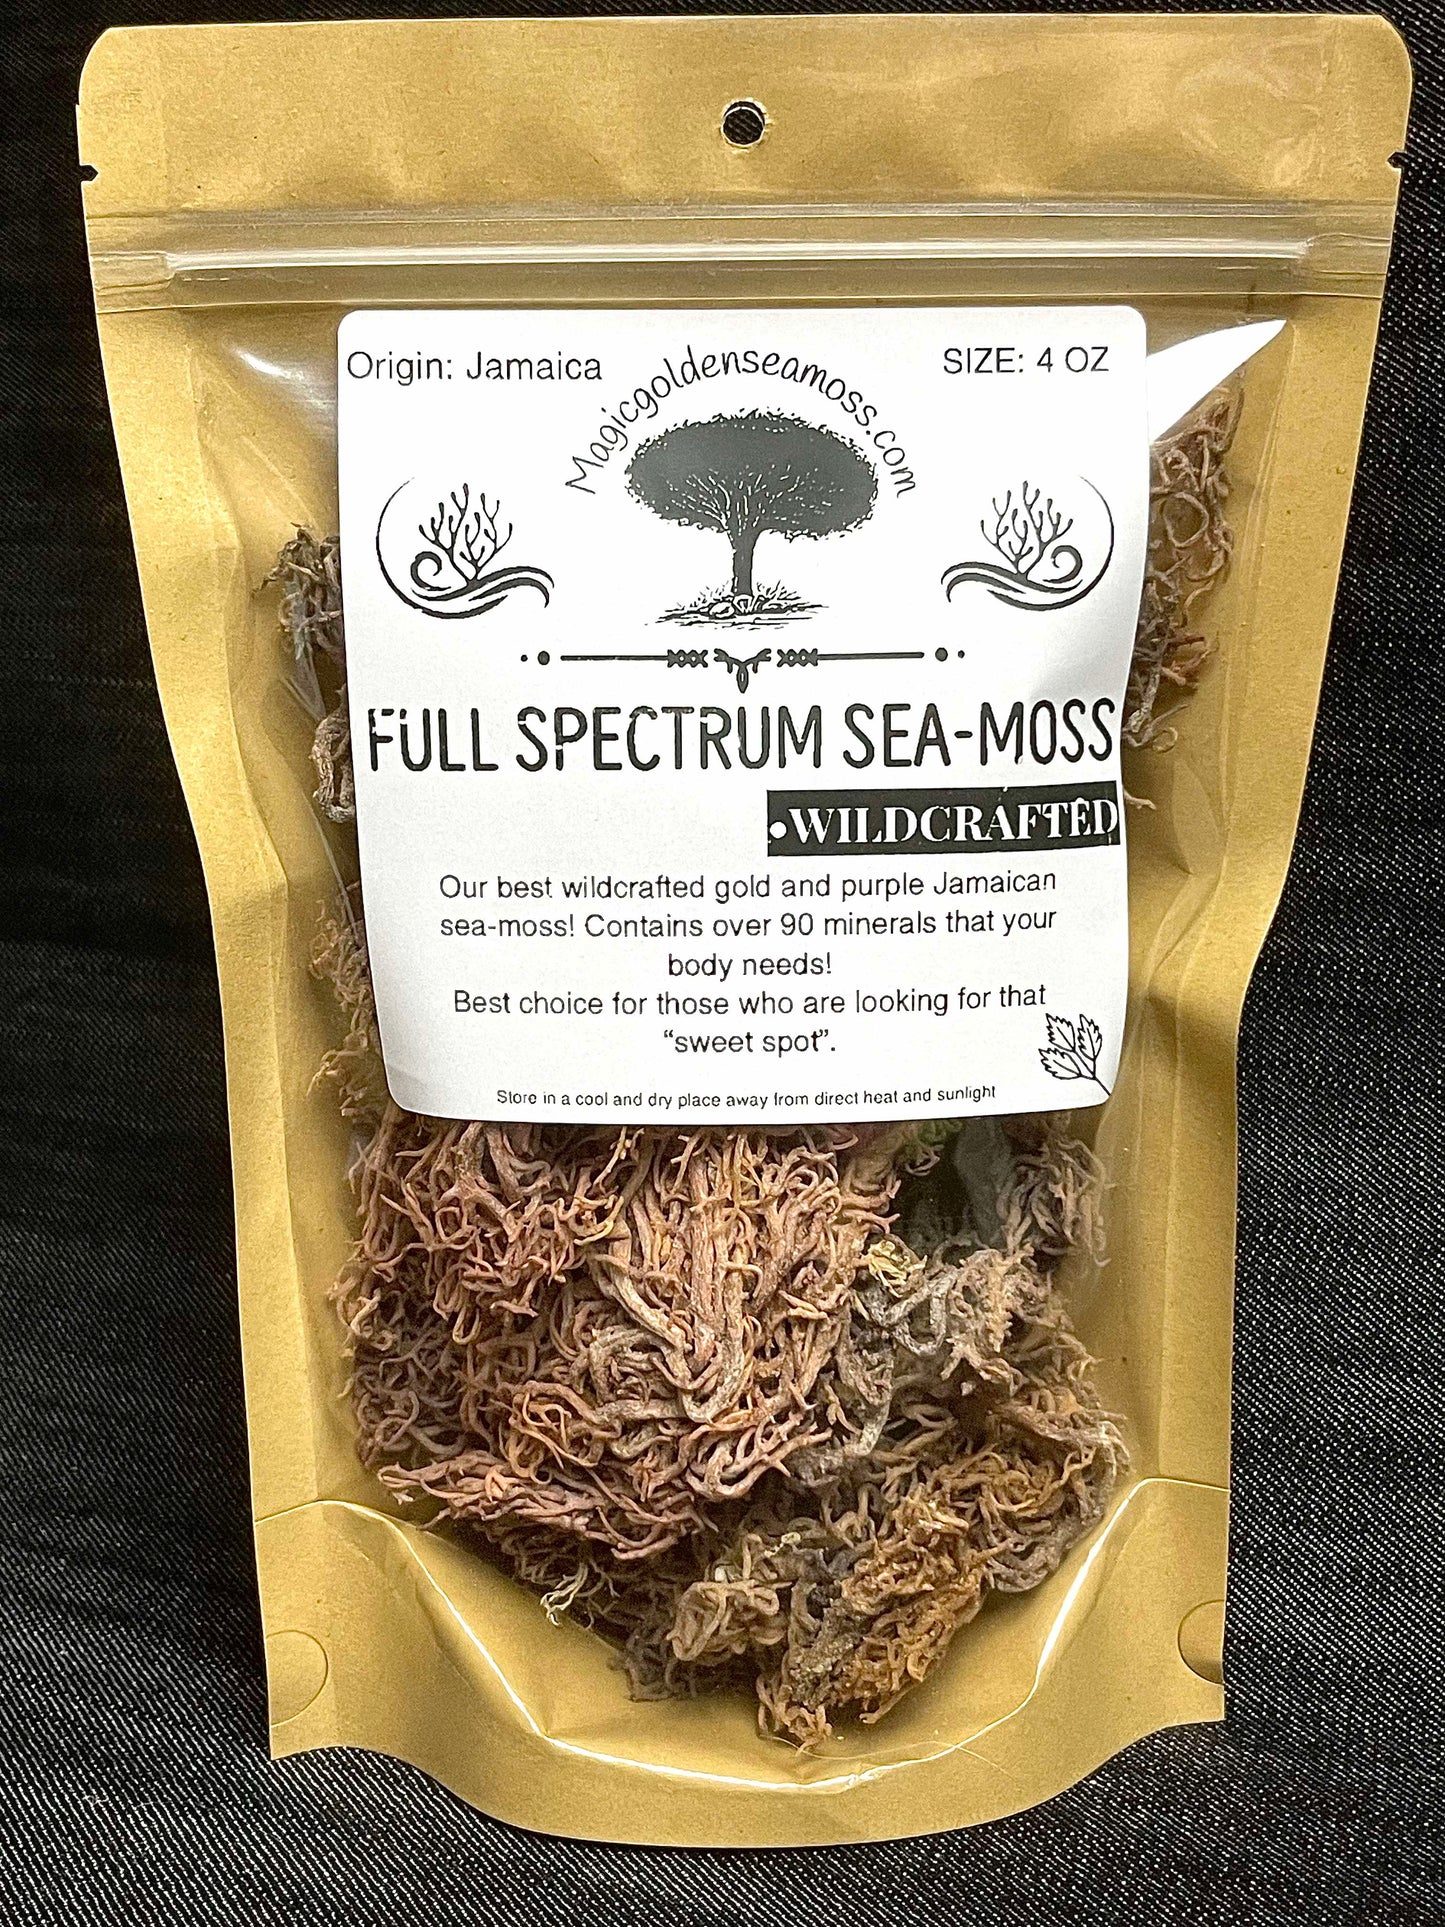 Origin: Jamaica
Magicgoldenseamoss.com
SIZE: 4 OZ
FULL SPECTRUM SEA-MOSS
•WILDCRAFTED
Our best wildcrafted gold and purple Jamaican
sea-moss! Contains over 90 minerals that your
body needs!
Best choice for those who are looking for that
“sweet spot”.
Store in a cool and dry place away from direct heat and sunlight